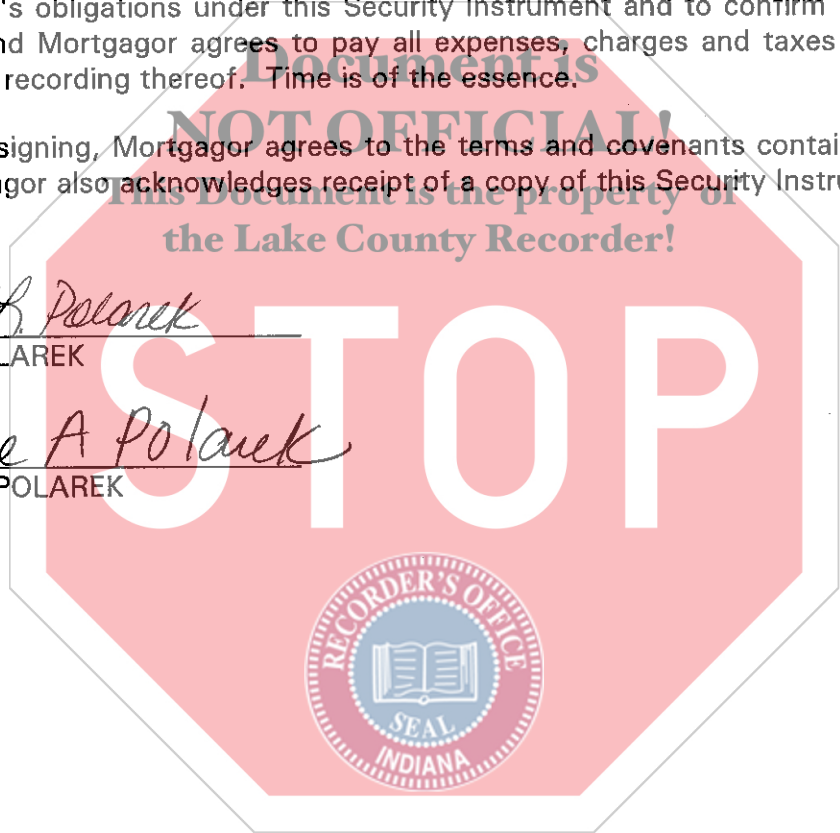 's obligations under this Security Instrument and to confirm
nd Mortgagor agrees to pay all expenses, charges and taxes
Document is
recording thereof. Time is of the essence.
NOT OFFICIAL!
signing, Mortgagor agrees to the terms and covenants contai
This Document is the property of
gor also acknowledges receipt of a copy of this Security Instru
the Lake County Recorder!
R. Polarek
LAREK
STOP
e A Polarek
POLAREK
RECORDER'S OFFICE
SEAL
INDIANA